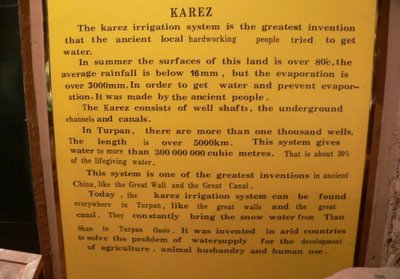 KAREZ
The karez irrigation system is the greatest invention
that the ancient local hardworking people tried to get
water.
In summer the surfaces of this land is over 80℃,the
average rainfall is below 16mm, but the evaporation is
over 3000mm. In order to get water and prevent evapor-
ation. It was made by the ancient people.
The Karez consists of well shafts, the underground
channels and canals.
In Turpan, there are more than one thousand wells.
The length is over 5000km. This system gives
water to more than 300 000 000 cubic metres. That is about 30%
of the lifegiving water.
This system is one of the greatest inventions in ancient
China, like the Great Wall and the Great Canal.
Today, the karez irrigation system can be found
everywhere in Turpan, like the great walls and the great
canal. They constantly bring the snow water from Tian
Shan to Turpan Oasis. It was invented in arid countries
to solve the problem of watersupply for the development
of agriculture. animal husbandry and human use.